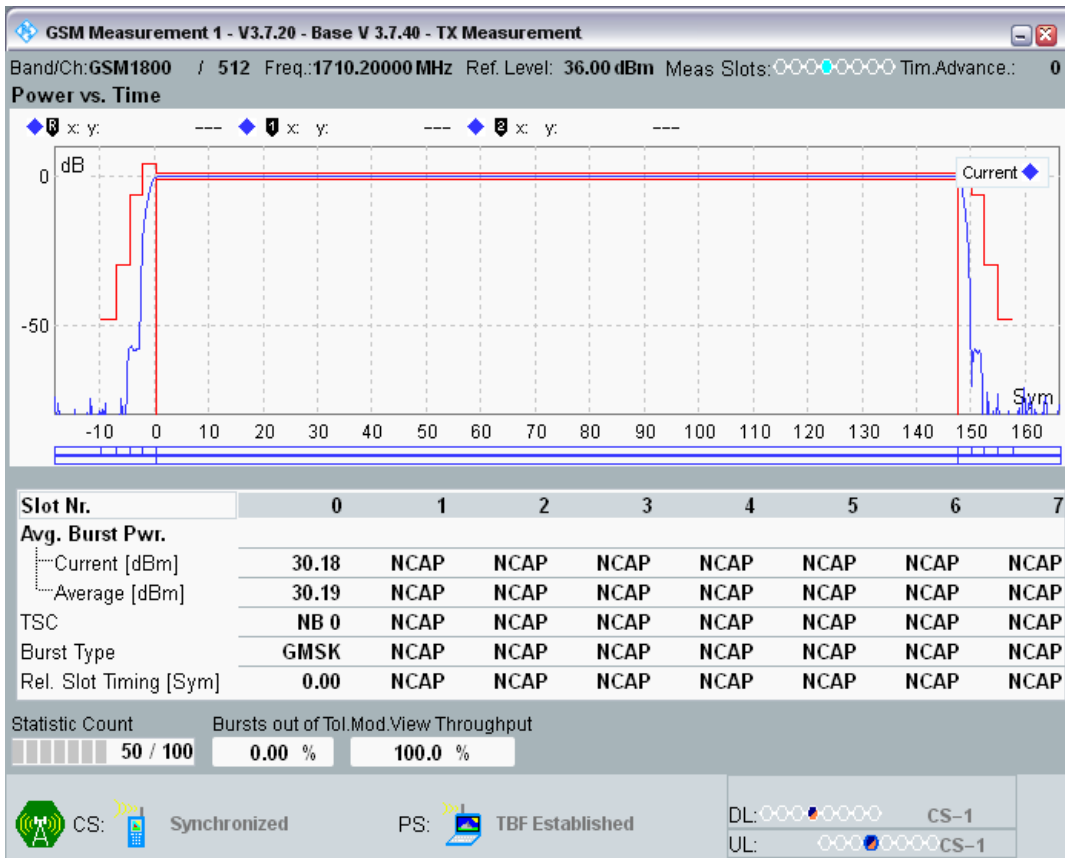 GSM Measurement 1 - V3.7.20 - Base V 3.7.40 - TX Measurement
Band/Ch:GSM1800 / 512 Freq.:1710.20000 MHz Ref. Level: 36.00 dBm Meas Slots: Tim.Advance.: 0
Power vs. Time
R x: y: --- 1 x: y: --- 2 x: y: ---
dB
Current
0
-50
Sym
-10 0 10 20 30 40 50 60 70 80 90 100 110 120 130 140 150 160
Slot Nr. 0 1 2 3 4 5 6 7
Avg. Burst Pwr.
Current [dBm] 30.18 NCAP NCAP NCAP NCAP NCAP NCAP NCAP
Average [dBm] 30.19 NCAP NCAP NCAP NCAP NCAP NCAP NCAP
TSC NB 0 NCAP NCAP NCAP NCAP NCAP NCAP NCAP
Burst Type GMSK NCAP NCAP NCAP NCAP NCAP NCAP NCAP
Rel. Slot Timing [Sym] 0.00 NCAP NCAP NCAP NCAP NCAP NCAP NCAP
Statistic Count Bursts out of Tol.Mod.View Throughput
50 / 100 0.00 % 100.0 %
CS: Synchronized PS: TBF Established
DL: CS-1
UL: CS-1